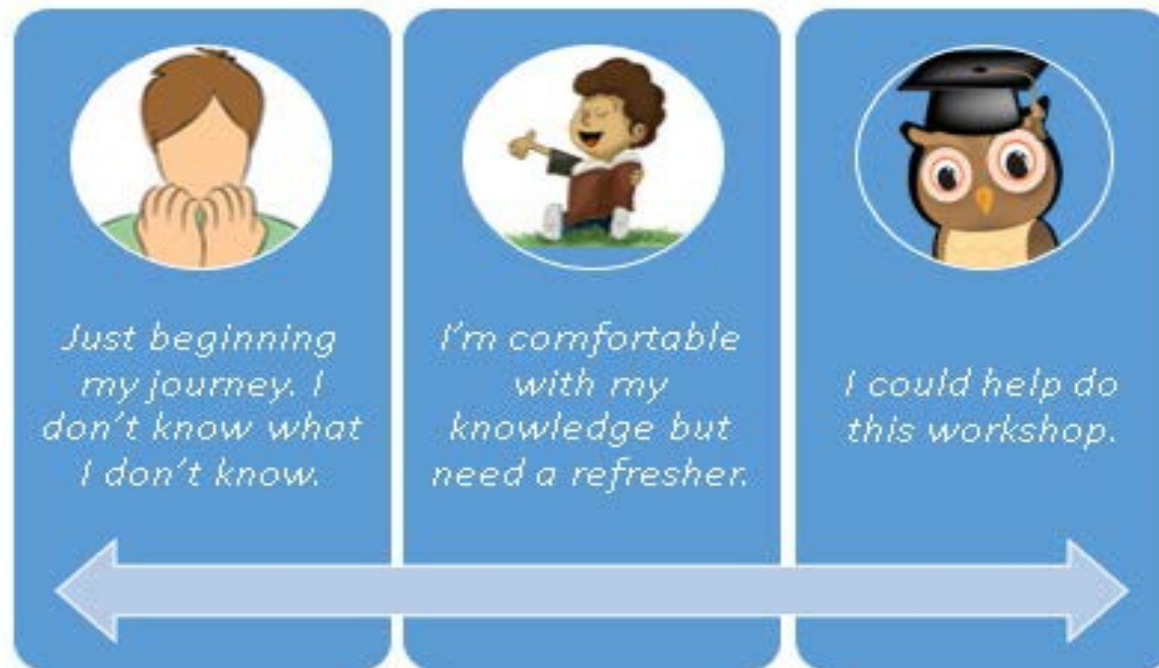 Just beginning
my journey. I
don't know what
I don't know.
I'm comfortable
with my
knowledge but
need a refresher.
I could help do
this workshop.